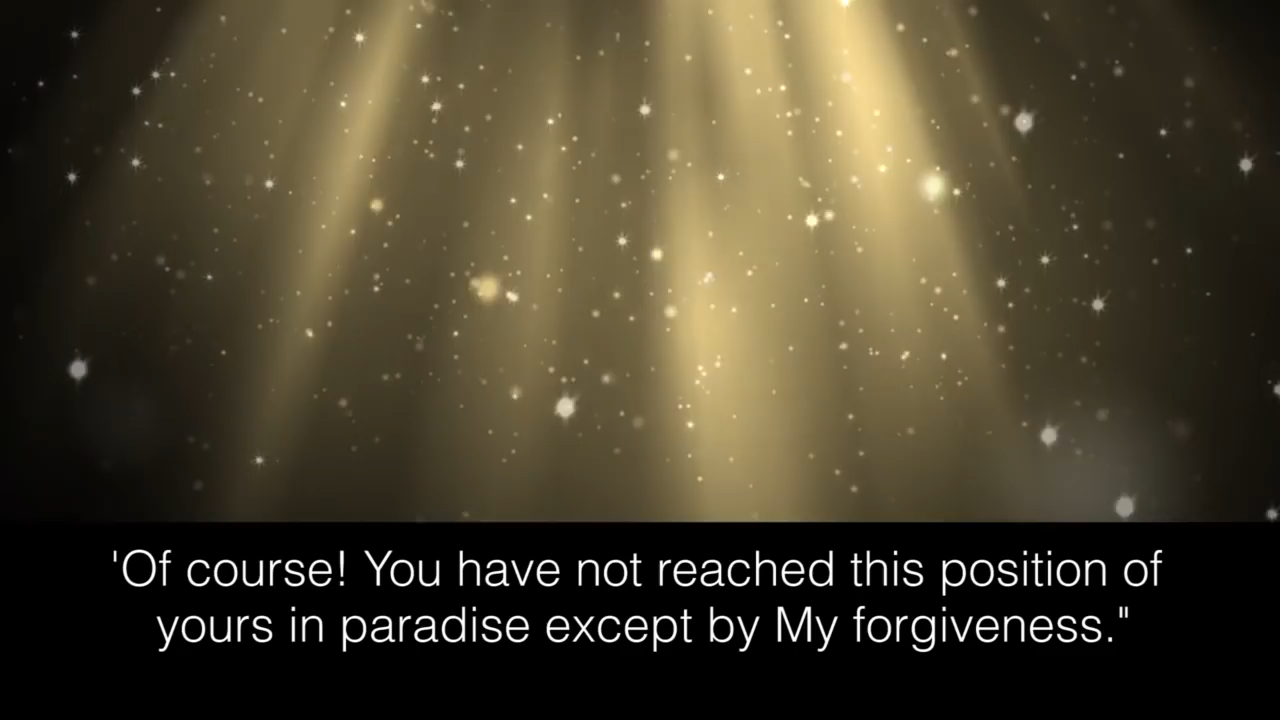 'Of course! You have not reached this position of
yours in paradise except by My forgiveness."